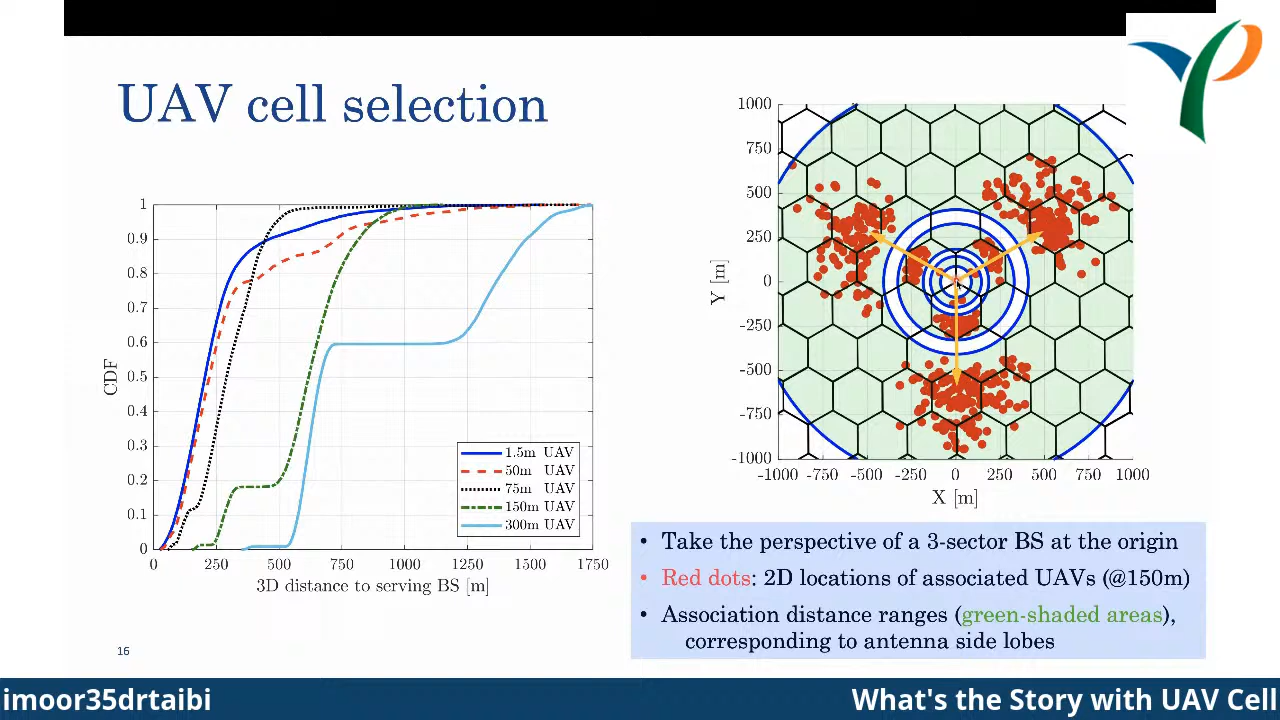 UAV cell selection
1
0.9
0.8
0.7
0.6
0.5
0.4
0.3
0.2
0.1
0
CDF
0 250 500 750 1000 1250 1500 1750
3D distance to serving BS [m]
1.5m UAV
50m UAV
75m UAV
150m UAV
300m UAV
1000
750
500
250
0
-250
-500
-750
-1000
Y [m]
-1000 -750 -500 -250 0 250 500 750 1000
X [m]
• Take the perspective of a 3-sector BS at the origin
• Red dots: 2D locations of associated UAVs (@150m)
• Association distance ranges (green-shaded areas),
corresponding to antenna side lobes
16
imoor35drtaibi
What's the Story with UAV Cell